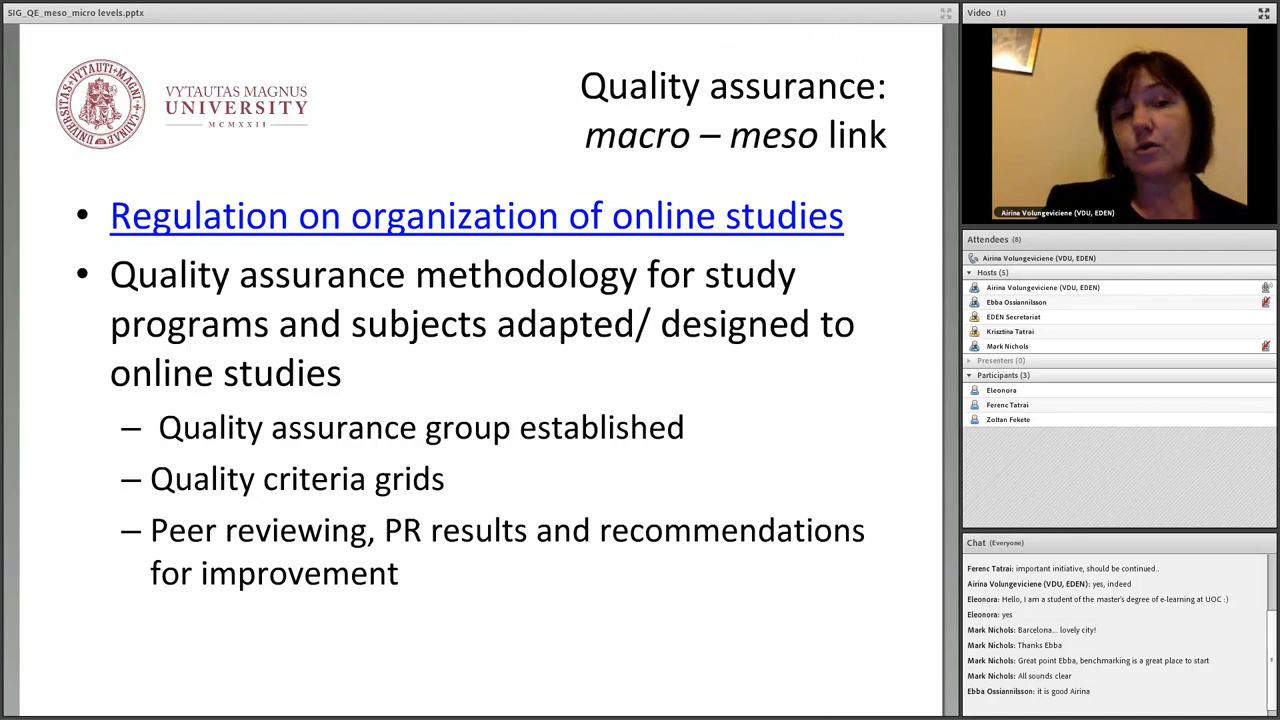 SIG_QE_meso_micro levels.pptx
VYTAUTAS MAGNUS
UNIVERSITY
MCMXXII
Quality assurance:
macro – meso link
• Regulation on organization of online studies
• Quality assurance methodology for study
programs and subjects adapted/ designed to
online studies
– Quality assurance group established
– Quality criteria grids
– Peer reviewing, PR results and recommendations
for improvement
Video (1)
Airina Volungeviciene (VDU, EDEN)
Attendees (8)
Airina Volungeviciene (VDU, EDEN)
Hosts (5)
Airina Volungeviciene (VDU, EDEN)
Ebba Ossiannilsson
EDEN Secretariat
Krisztina Tatrai
Mark Nichols
Presenters (0)
Participants (3)
Eleonora
Ferenc Tatrai
Zoltan Fekete
Chat (Everyone)
Ferenc Tatrai: important initiative, should be continued..
Airina Volungeviciene (VDU, EDEN): yes, indeed
Eleonora: Hello, I am a student of the master's degree of e-learning at UOC :)
Eleonora: yes
Mark Nichols: Barcelona... lovely city!
Mark Nichols: Thanks Ebba
Mark Nichols: Great point Ebba, benchmarking is a great place to start
Mark Nichols: All sounds clear
Ebba Ossiannilsson: it is good Airina